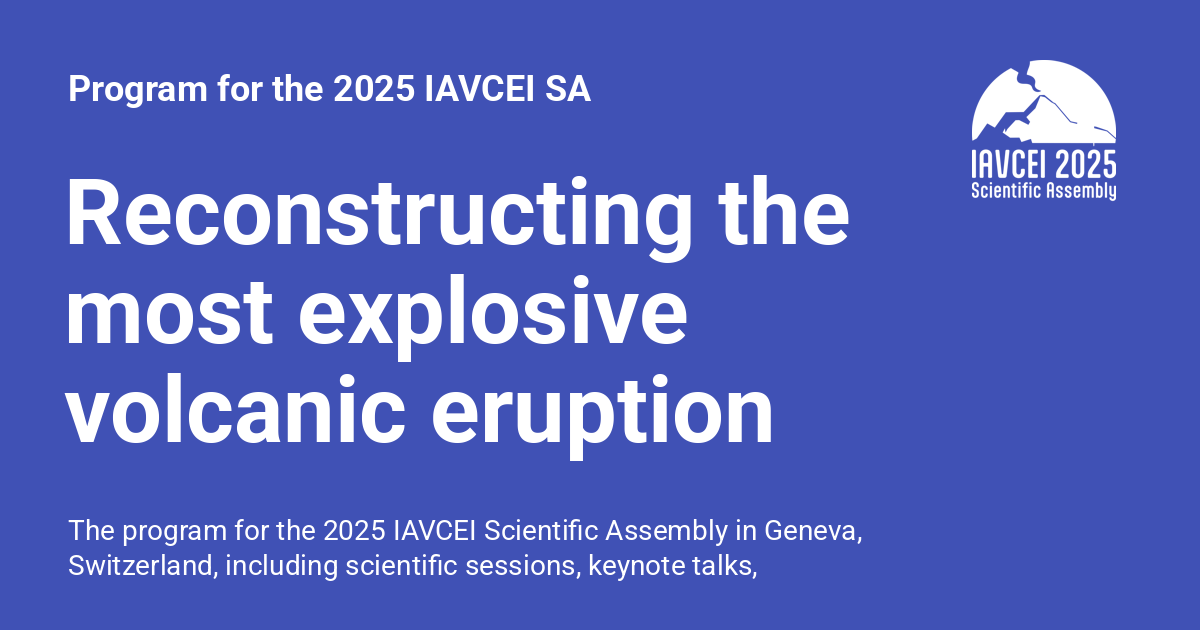 Program for the 2025 IAVCEI SA
IAVCEI 2025
Scientific Assembly
Reconstructing the
most explosive
volcanic eruption
The program for the 2025 IAVCEI Scientific Assembly in Geneva,
Switzerland, including scientific sessions, keynote talks,